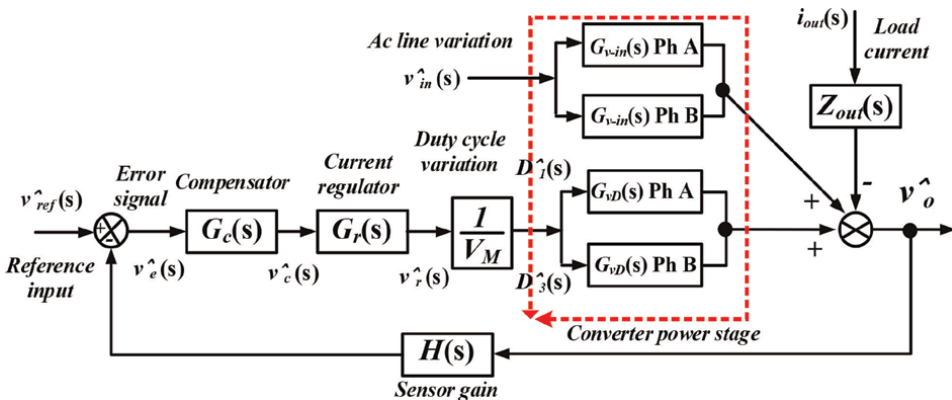 i_out(s)
Load
current
Ac line variation
v^_in(s)
G_v-in(s) Ph A
G_v-in(s) Ph B
Z_out(s)
Duty cycle
variation
D^_1(s)
G_vD(s) Ph A
G_vD(s) Ph B
D^_3(s)
-
+
+
v^_o
Current
regulator
Error
signal
Compensator
v^_ref(s)
+
-
G_c(s)
G_r(s)
1
V_M
Reference
input
v^_e(s)
v^_c(s)
v^_r(s)
Converter power stage
H(s)
Sensor gain